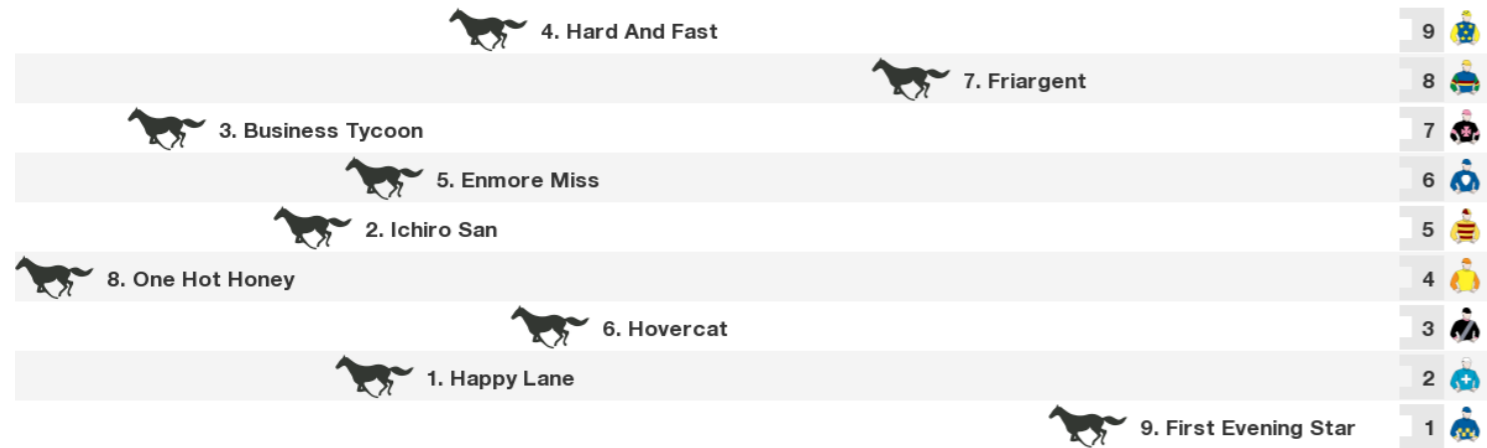 4. Hard And Fast 9
7. Friargent 8
3. Business Tycoon 7
5. Enmore Miss 6
2. Ichiro San 5
8. One Hot Honey 4
6. Hovercat 3
1. Happy Lane 2
9. First Evening Star 1